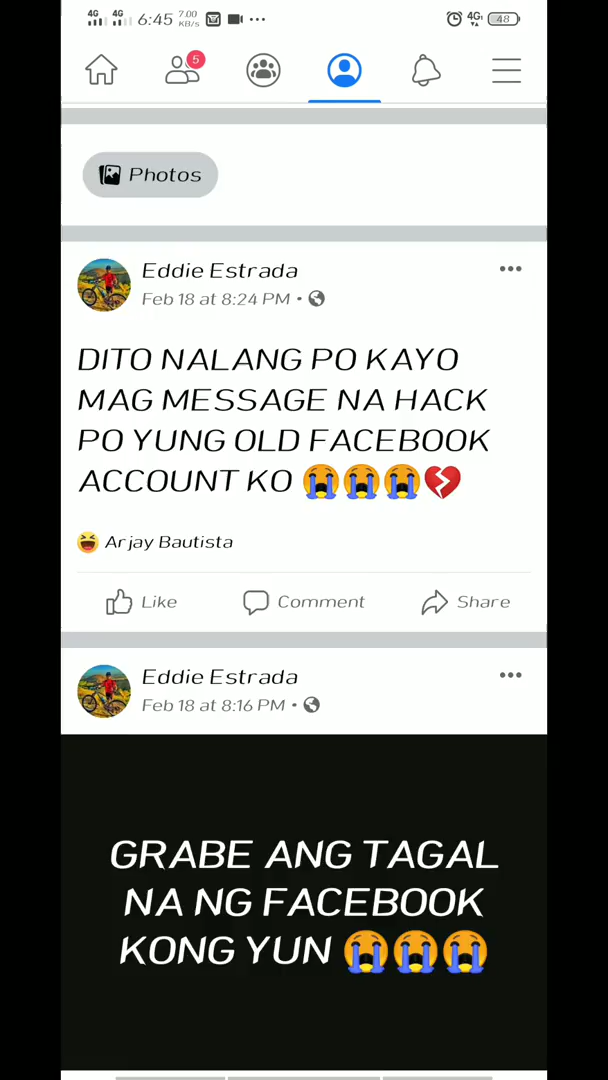 4G 4G 6:45 7.00 KB/s 4G 48
5
Photos
Eddie Estrada
Feb 18 at 8:24 PM •
DITO NALANG PO KAYO
MAG MESSAGE NA HACK
PO YUNG OLD FACEBOOK
ACCOUNT KO 😭😭😭💔
Arjay Bautista
Like Comment Share
Eddie Estrada
Feb 18 at 8:16 PM •
GRABE ANG TAGAL
NA NG FACEBOOK
KONG YUN 😭😭😭